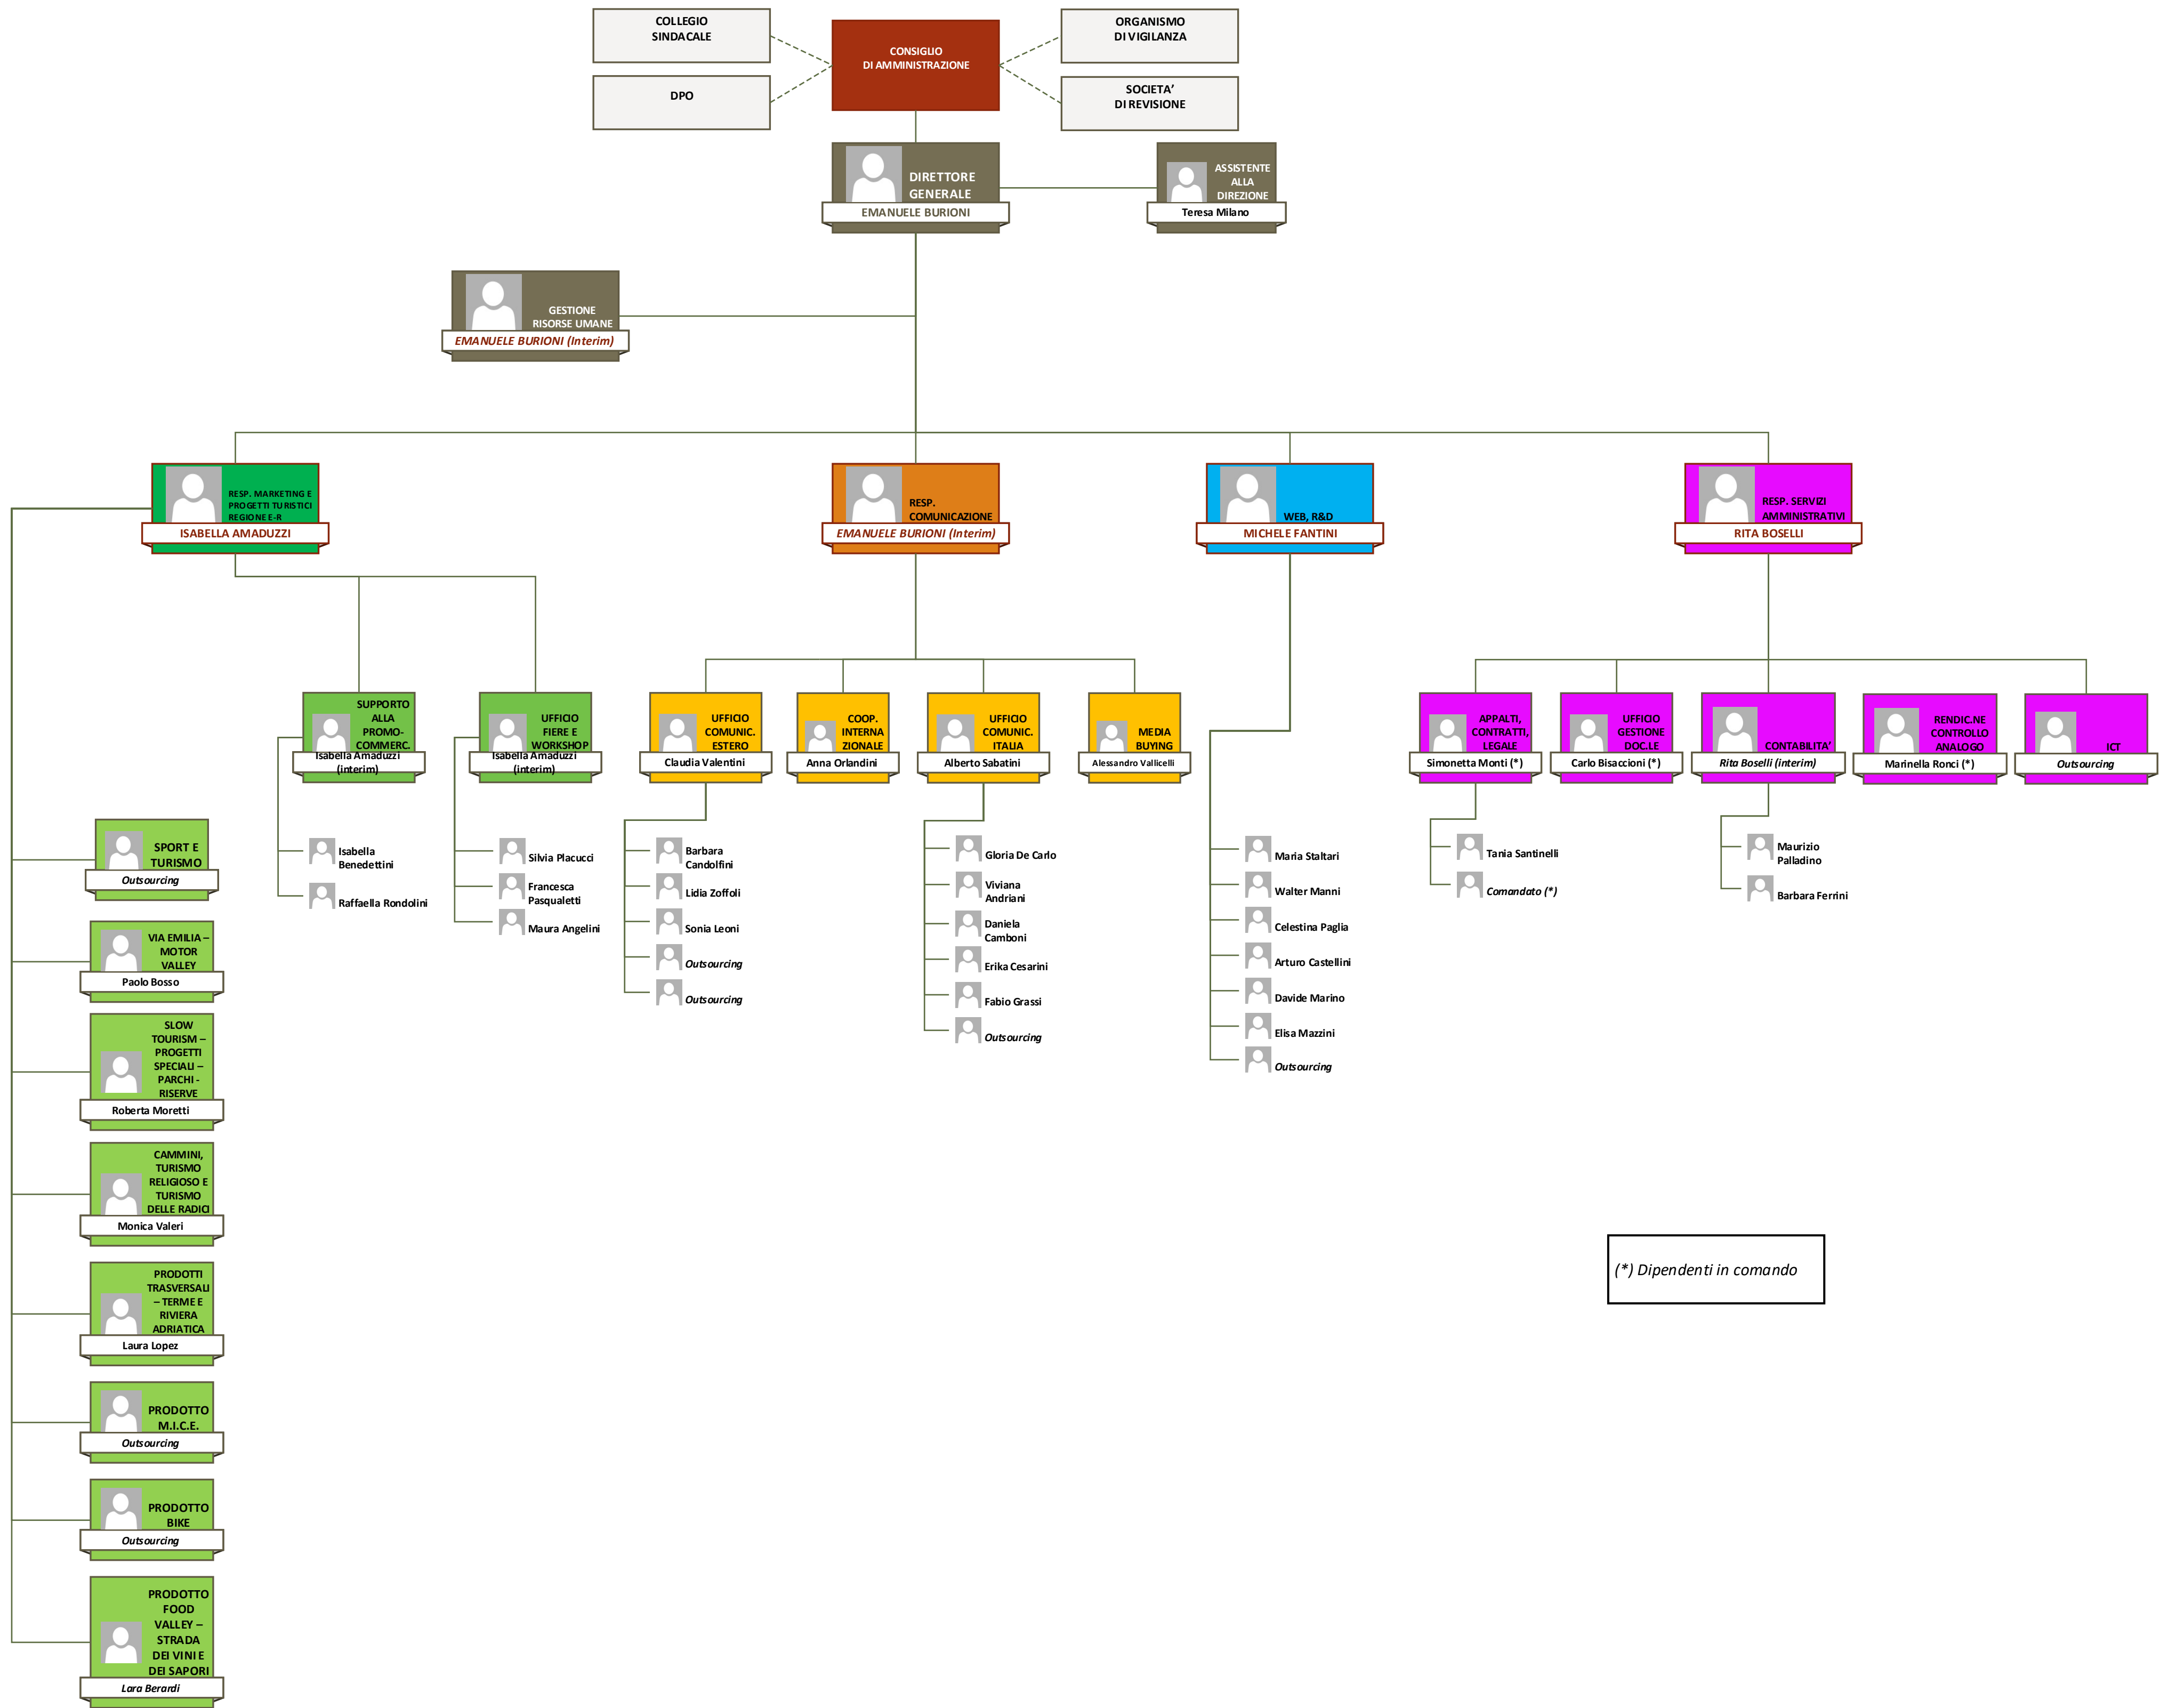 COLLEGIO
SINDACALE
CONSIGLIO
DI AMMINISTRAZIONE
ORGANISMO
DI VIGILANZA
DPO
SOCIETA’
DI REVISIONE
DIRETTORE
GENERALE
EMANUELE BURIONI
ASSISTENTE
ALLA
DIREZIONE
Teresa Milano
GESTIONE
RISORSE UMANE
EMANUELE BURIONI (Interim)
RESP. MARKETING E
PROGETTI TURISTICI
REGIONE E-R
ISABELLA AMADUZZI
RESP.
COMUNICAZIONE
EMANUELE BURIONI (Interim)
WEB, R&D
MICHELE FANTINI
RESP. SERVIZI
AMMINISTRATIVI
RITA BOSELLI
SUPPORTO
ALLA
PROMO-
COMMERC.
Isabella Amaduzzi
(interim)
Isabella
Benedettini
Raffaella Rondolini
UFFICIO
FIERE E
WORKSHOP
Isabella Amaduzzi
(interim)
Silvia Placucci
Francesca
Pasqualetti
Maura Angelini
UFFICIO
COMUNIC.
ESTERO
Claudia Valentini
Barbara
Candolfini
Lidia Zoffoli
Sonia Leoni
Outsourcing
Outsourcing
COOP.
INTERNA
ZIONALE
Anna Orlandini
UFFICIO
COMUNIC.
ITALIA
Alberto Sabatini
Gloria De Carlo
Viviana
Andriani
Daniela
Camboni
Erika Cesarini
Fabio Grassi
Outsourcing
MEDIA
BUYING
Alessandro Vallicelli
Maria Staltari
Walter Manni
Celestina Paglia
Arturo Castellini
Davide Marino
Elisa Mazzini
Outsourcing
APPALTI,
CONTRATTI,
LEGALE
Simonetta Monti (*)
Tania Santinelli
Comandato (*)
UFFICIO
GESTIONE
DOC.LE
Carlo Bisaccioni (*)
CONTABILITA’
Rita Boselli (interim)
Maurizio
Palladino
Barbara Ferrini
RENDIC.NE
CONTROLLO
ANALOGO
Marinella Ronci (*)
ICT
Outsourcing
SPORT E
TURISMO
Outsourcing
VIA EMILIA –
MOTOR
VALLEY
Paolo Bosso
SLOW
TOURISM –
PROGETTI
SPECIALI –
PARCHI -
RISERVE
Roberta Moretti
CAMMINI,
TURISMO
RELIGIOSO E
TURISMO
DELLE RADICI
Monica Valeri
PRODOTTI
TRASVERSALI
– TERME E
RIVIERA
ADRIATICA
Laura Lopez
PRODOTTO
M.I.C.E.
Outsourcing
PRODOTTO
BIKE
Outsourcing
PRODOTTO
FOOD
VALLEY –
STRADA
DEI VINI E
DEI SAPORI
Lara Berardi
(*) Dipendenti in comando